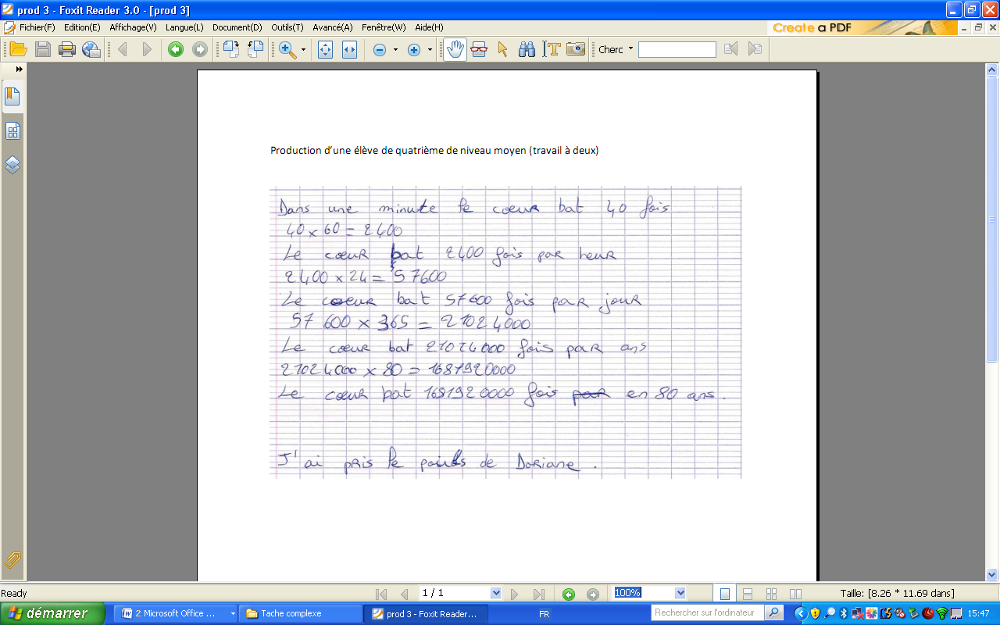 prod 3 - Foxit Reader 3.0 - [prod 3]
Fichier(F) Edition(E) Affichage(V) Langue(L) Document(D) Outils(T) Avancé(A) Fenêtre(W) Aide(H)
Create a PDF
Cherc
Production d'une élève de quatrième de niveau moyen (travail à deux)
Dans une minute le cœur bat 40 fois
40 x 60 = 2400
Le cœur bat 2400 fois par heur
2400 x 24 = 57600
Le coeur bat 57600 fois par jour
57 600 x 365 = 21024000
Le cœur bat 21024000 fois par ans
21024000 x 80 = 1681920000
Le cœur bat 1681920000 fois par en 80 ans.
J'ai pris le pouls de Doriane.
Ready
1 / 1
100%
Taille: [8.26 * 11.69 dans]
démarrer
2 Microsoft Office ...
Tache complexe
prod 3 - Foxit Reader...
FR
Rechercher sur l'ordinateur
15:47